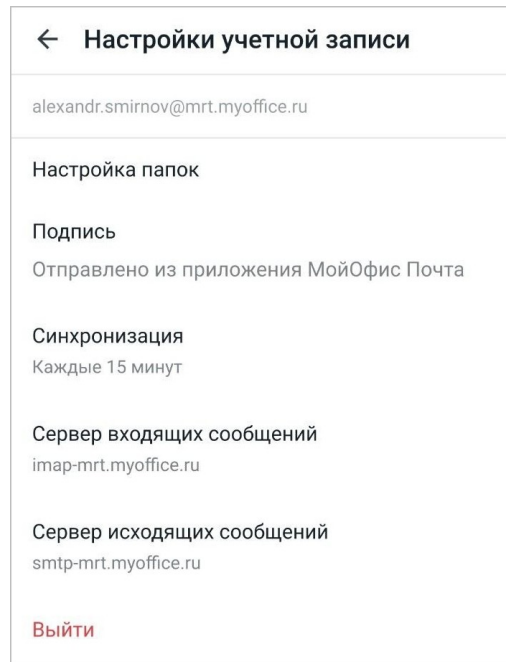 Настройки учетной записи
alexandr.smirnov@mrt.myoffice.ru
Настройка папок
Подпись
Отправлено из приложения МойОфис Почта
Синхронизация
Каждые 15 минут
Сервер входящих сообщений
imap-mrt.myoffice.ru
Сервер исходящих сообщений
smtp-mrt.myoffice.ru
Выйти